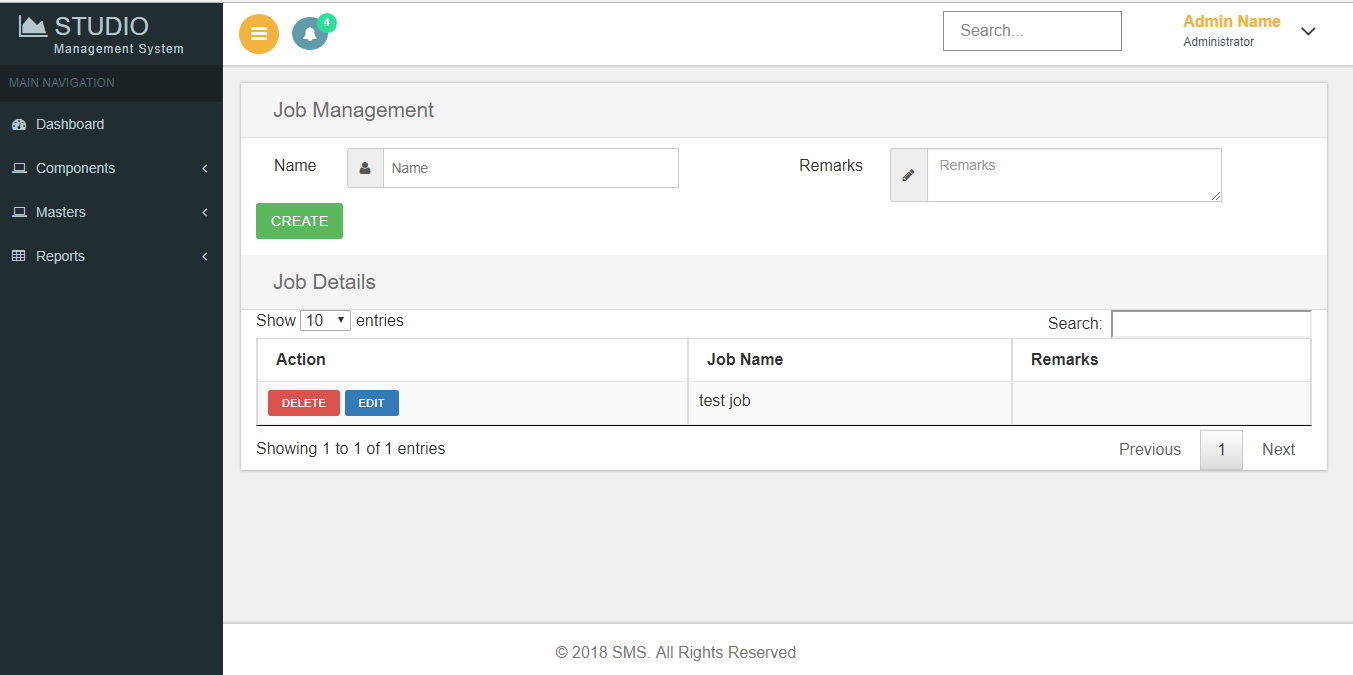 STUDIO
Management System
4
Search...
Admin Name
Administrator
MAIN NAVIGATION
Dashboard
Components
Masters
Reports
Job Management
Name
Name
Remarks
Remarks
CREATE
Job Details
Show 10 entries
Search:
Action Job Name Remarks
DELETE EDIT test job
Showing 1 to 1 of 1 entries
Previous 1 Next
© 2018 SMS. All Rights Reserved